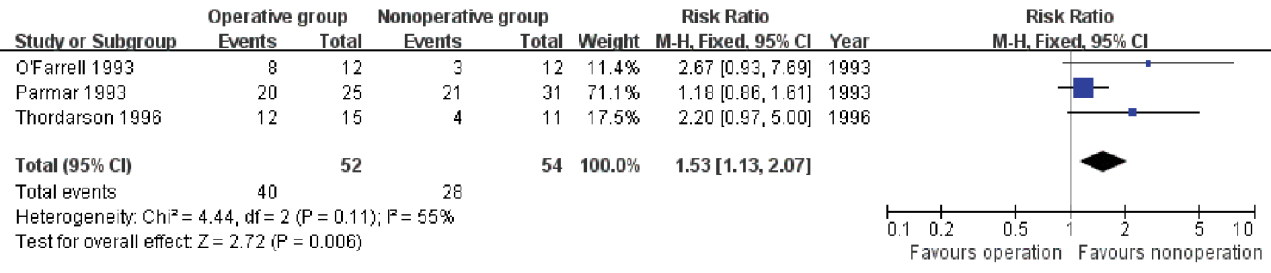 Operative group Nonoperative group Risk Ratio Risk Ratio
Study or Subgroup Events Total Events Total Weight M-H, Fixed, 95% CI Year M-H, Fixed, 95% CI
O'Farrell 1993 8 12 3 12 11.4% 2.67 [0.93, 7.69] 1993
Parmar 1993 20 25 21 31 71.1% 1.18 [0.86, 1.61] 1993
Thordarson 1996 12 15 4 11 17.5% 2.20 [0.97, 5.00] 1996
Total (95% CI) 52 54 100.0% 1.53 [1.13, 2.07]
Total events 40 28
Heterogeneity: Chi² = 4.44, df = 2 (P = 0.11); I² = 55%
Test for overall effect: Z = 2.72 (P = 0.006)
0.1 0.2 0.5 1 2 5 10
Favours operation Favours nonoperation